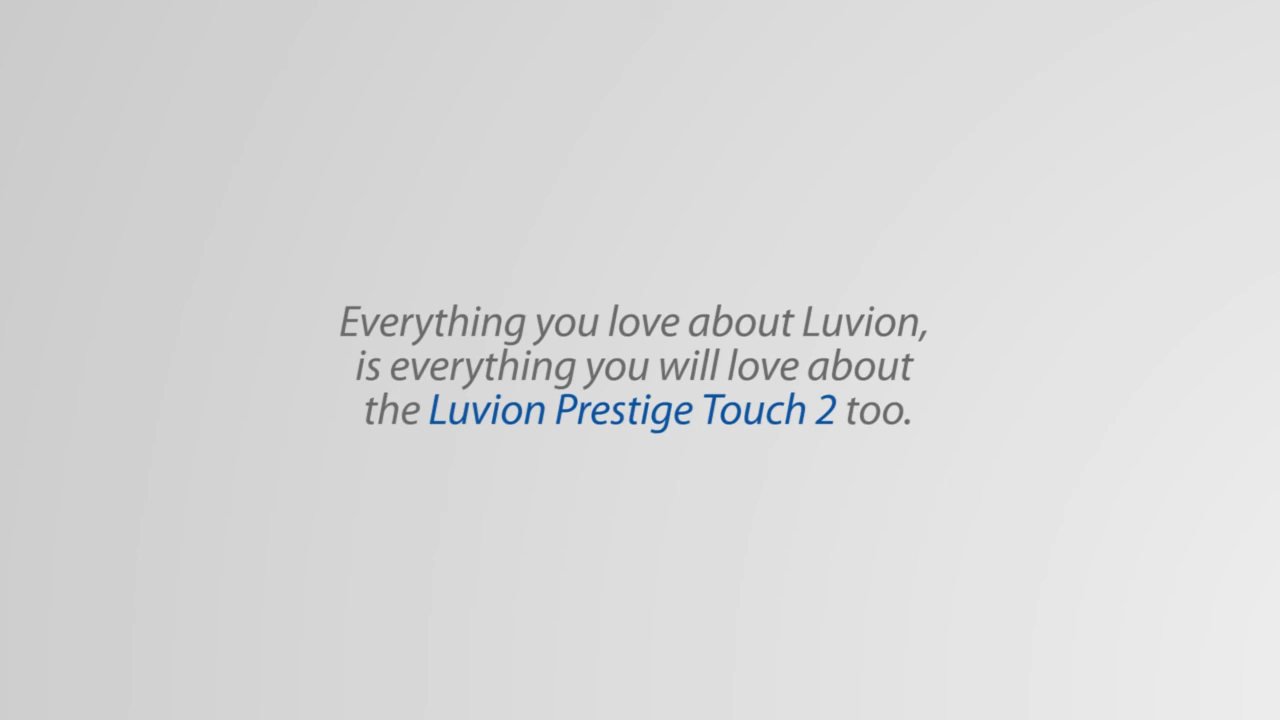 Everything you love about Luvion,
is everything you will love about
the Luvion Prestige Touch 2 too.